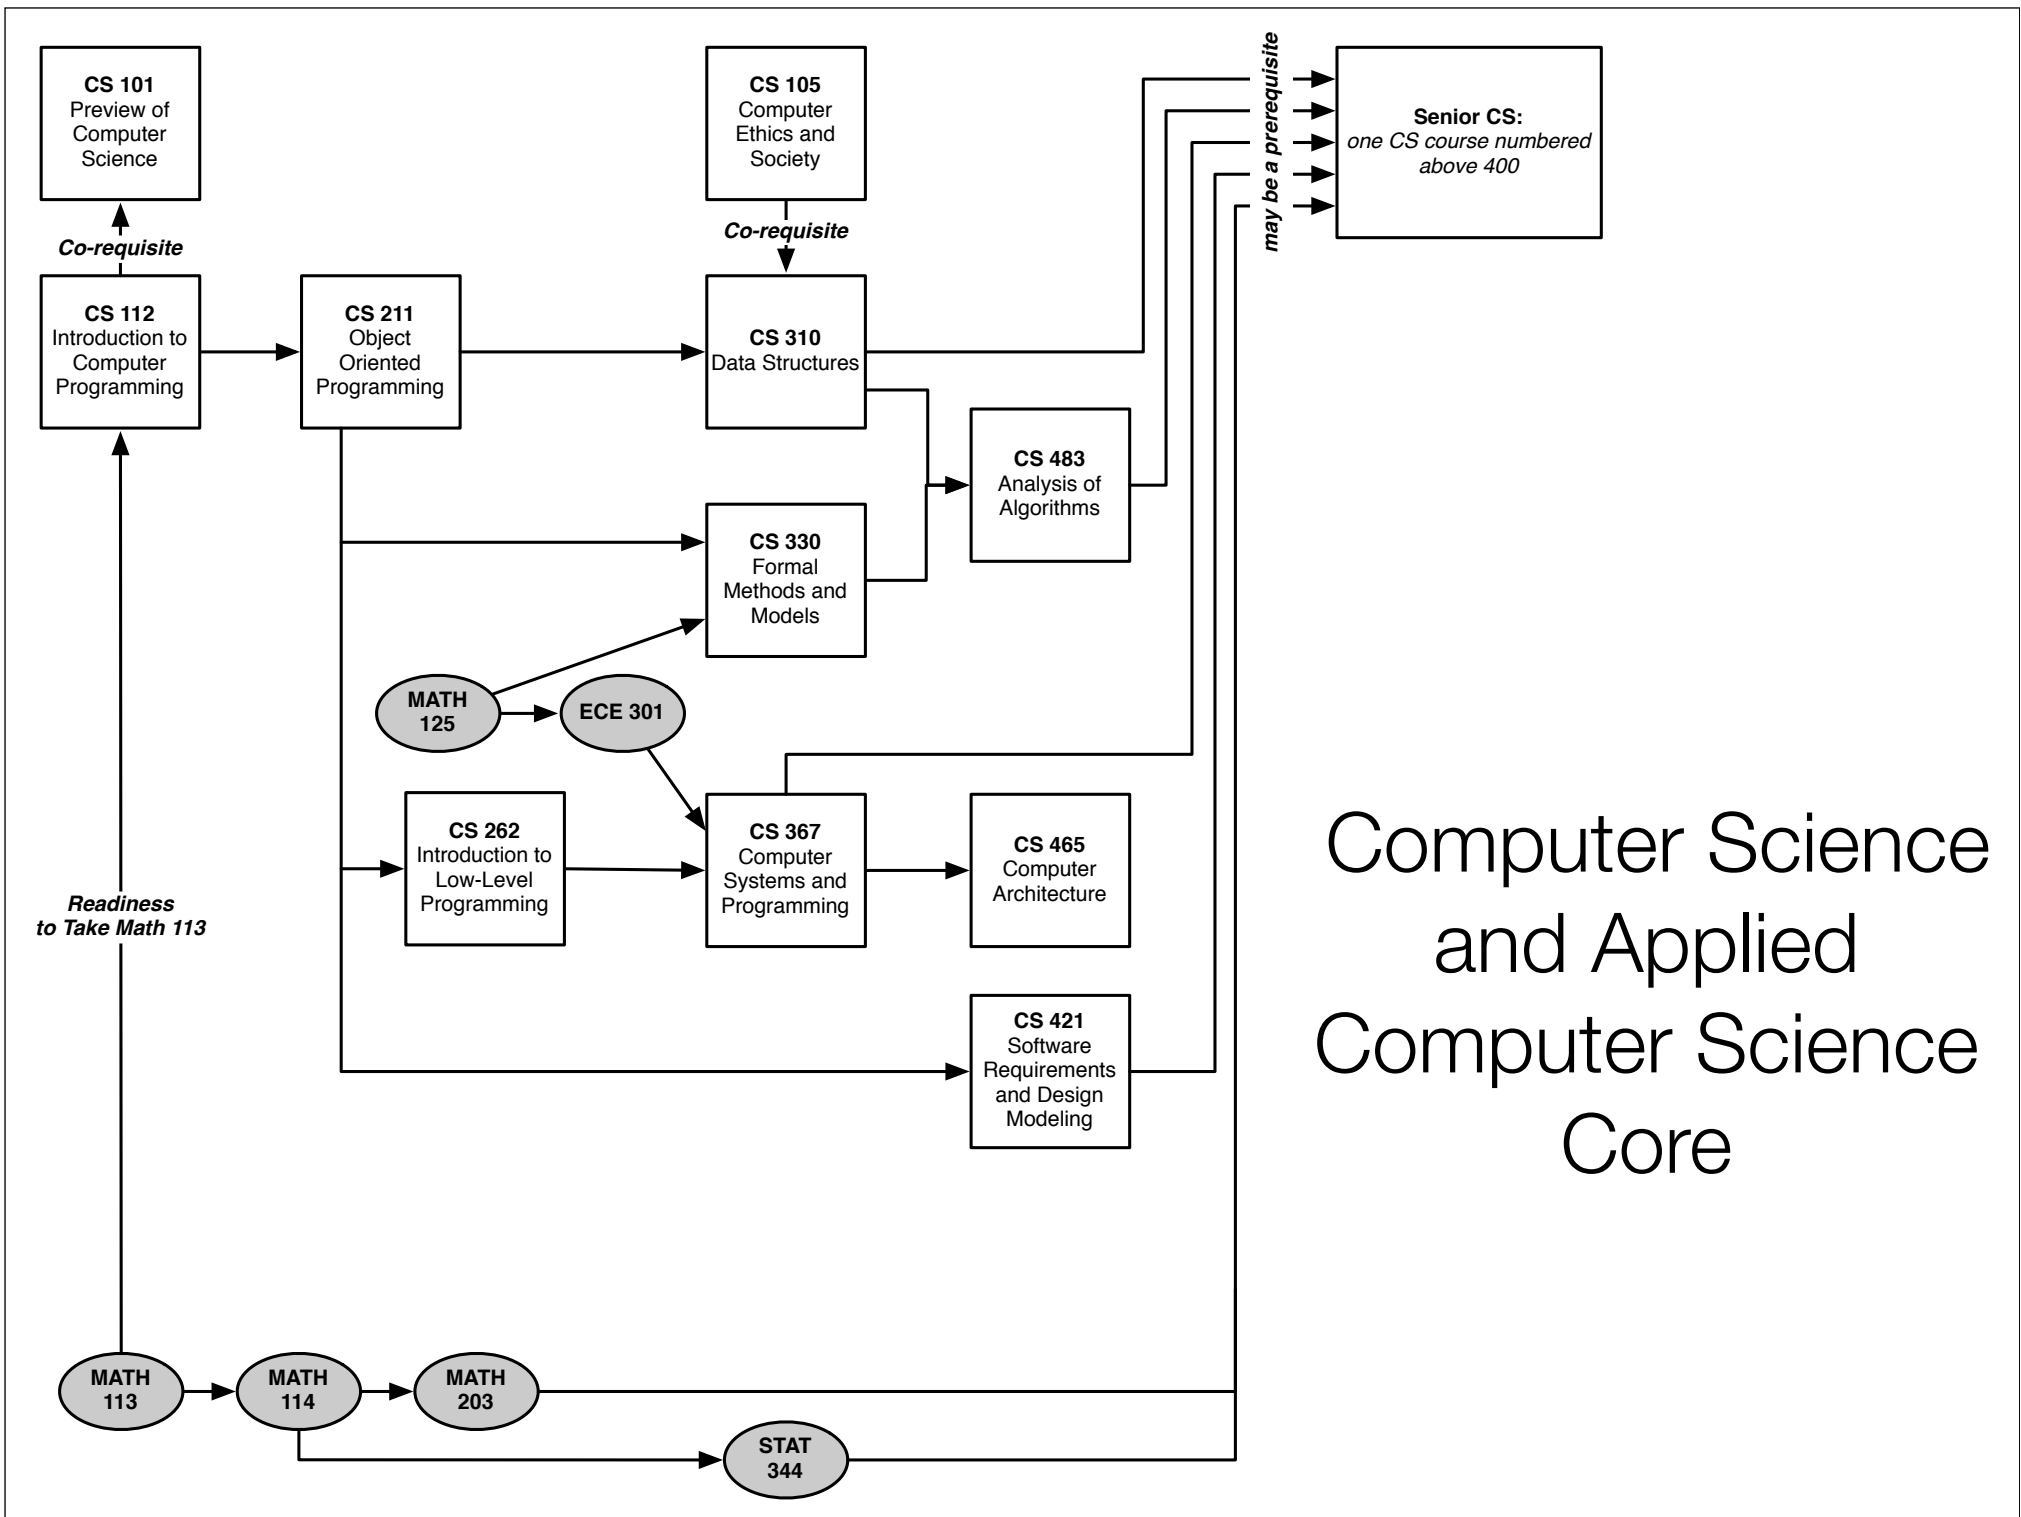 CS 101
Preview of
Computer
Science
CS 105
Computer
Ethics and
Society
may be a prerequisite
Senior CS:
one CS course numbered
above 400
Co-requisite
Co-requisite
CS 112
Introduction to
Computer
Programming
CS 211
Object
Oriented
Programming
CS 310
Data Structures
CS 483
Analysis of
Algorithms
CS 330
Formal
Methods and
Models
MATH
125
ECE 301
CS 262
Introduction to
Low-Level
Programming
CS 367
Computer
Systems and
Programming
CS 465
Computer
Architecture
Readiness
to Take Math 113
CS 421
Software
Requirements
and Design
Modeling
Computer Science
and Applied
Computer Science
Core
MATH
113
MATH
114
MATH
203
STAT
344